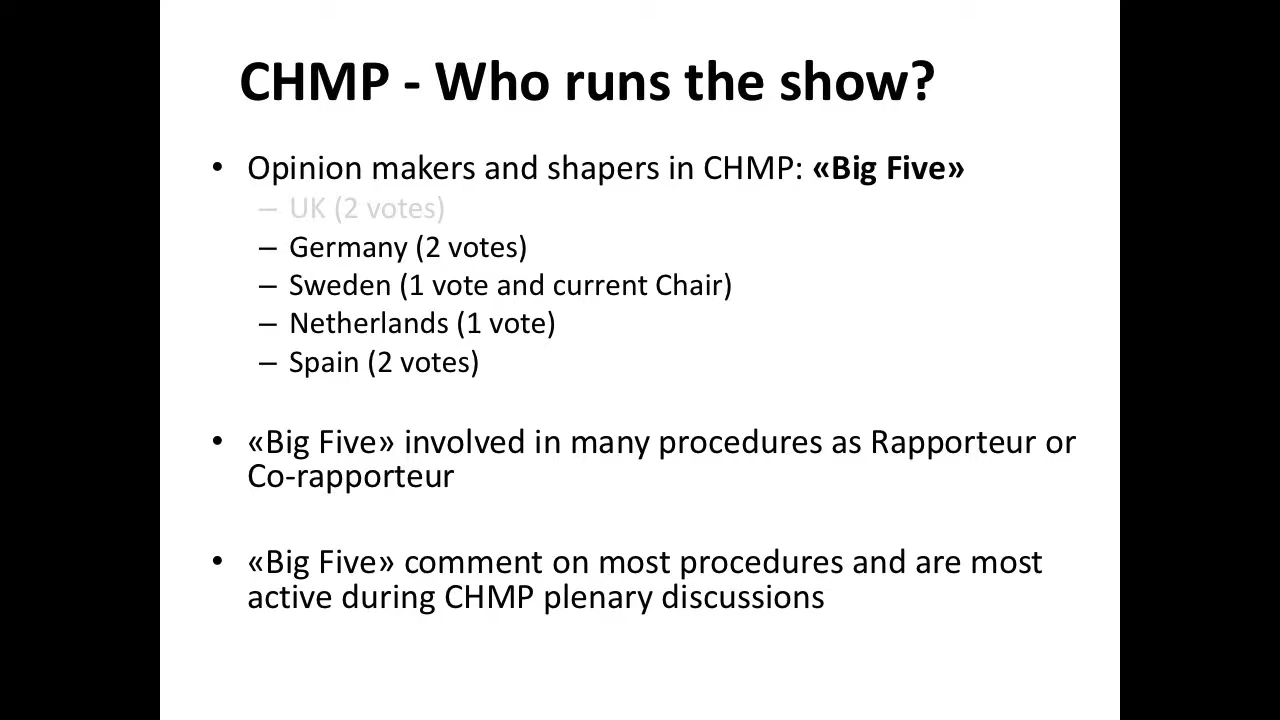 CHMP - Who runs the show?
• Opinion makers and shapers in CHMP: «Big Five»
– UK (2 votes)
– Germany (2 votes)
– Sweden (1 vote and current Chair)
– Netherlands (1 vote)
– Spain (2 votes)
• «Big Five» involved in many procedures as Rapporteur or
Co-rapporteur
• «Big Five» comment on most procedures and are most
active during CHMP plenary discussions